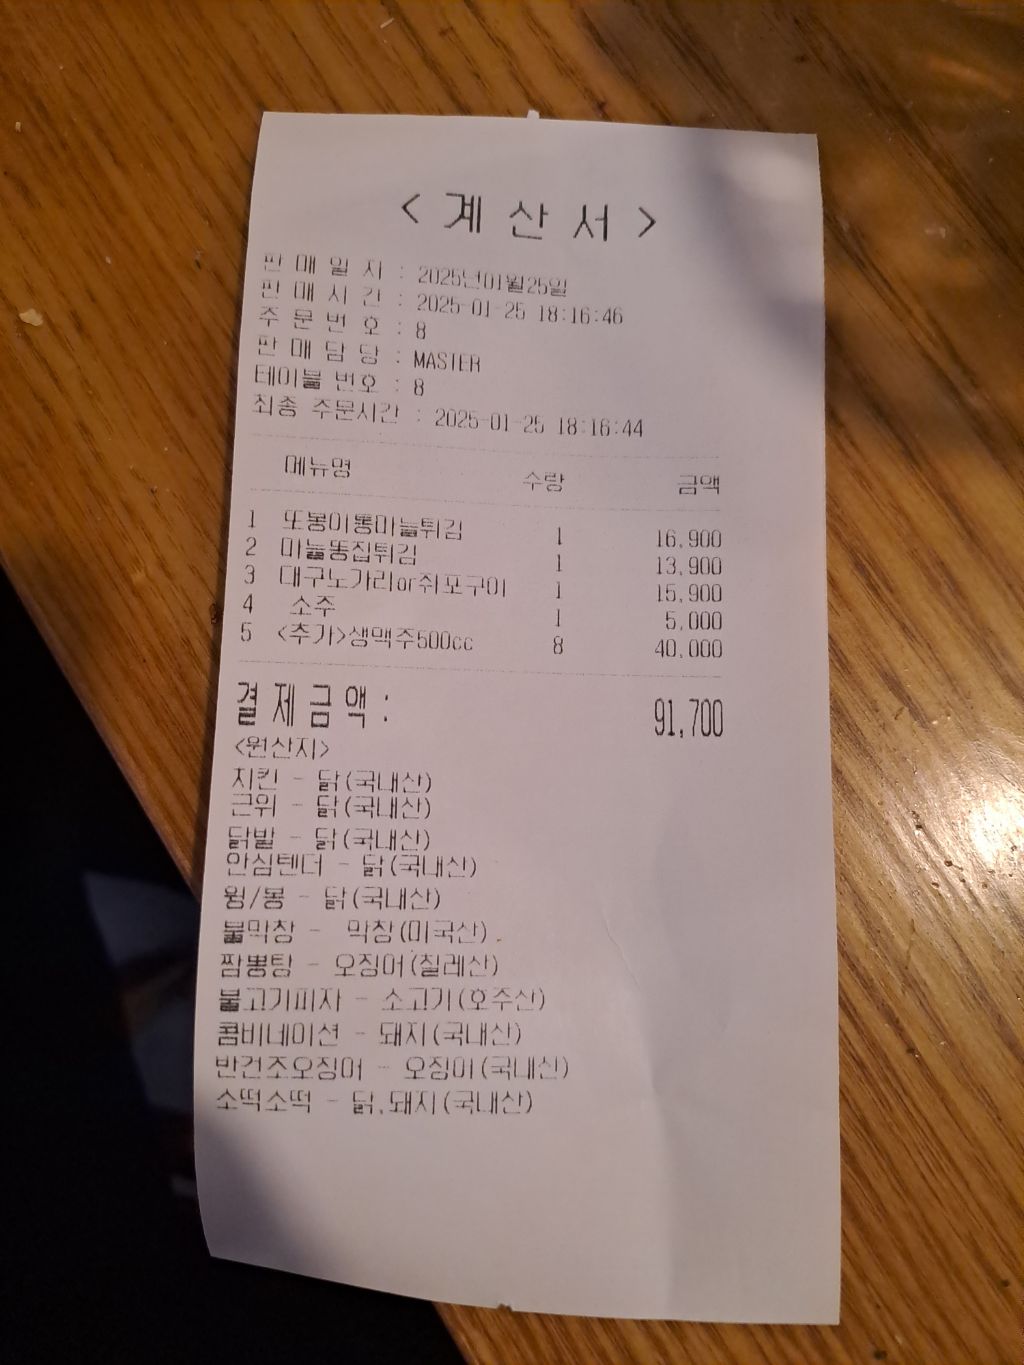 <계산서>
판매일자 : 2025년01월25일
판매시간 : 2025-01-25 18:16:46
주문번호 : 8
판매담당 : MASTER
테이블 번호 : 8
최종 주문시간 : 2025-01-25 18:16:44
메뉴명 수량 금액
1 또봉이통마늘튀김 1 16,900
2 마늘똥집튀김 1 13,900
3 대구노가리or쥐포구이 1 15,900
4 소주 1 5,000
5 <추가>생맥주500cc 8 40,000
결제금액 : 91,700
<원산지>
치킨 - 닭(국내산)
근위 - 닭(국내산)
닭발 - 닭(국내산)
안심텐더 - 닭(국내산)
윙/봉 - 닭(국내산)
불막창 - 막창(미국산)
짬뽕탕 - 오징어(칠레산)
불고기피자 - 소고기(호주산)
콤비네이션 - 돼지(국내산)
반건조오징어 - 오징어(국내산)
소떡소떡 - 닭,돼지(국내산)